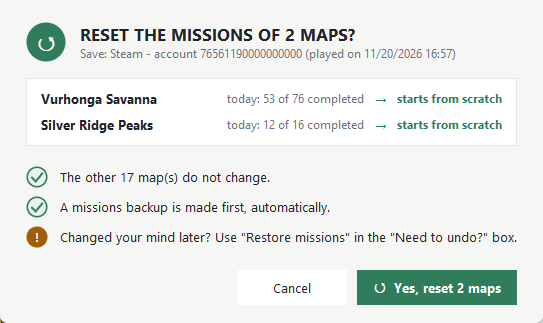 RESET THE MISSIONS OF 2 MAPS?
Save: Steam - account 76561190000000000 (played on 11/20/2026 16:57)
Vurhonga Savanna today: 53 of 76 completed → starts from scratch
Silver Ridge Peaks today: 12 of 16 completed → starts from scratch
The other 17 map(s) do not change.
A missions backup is made first, automatically.
Changed your mind later? Use "Restore missions" in the "Need to undo?" box.
Cancel
Yes, reset 2 maps